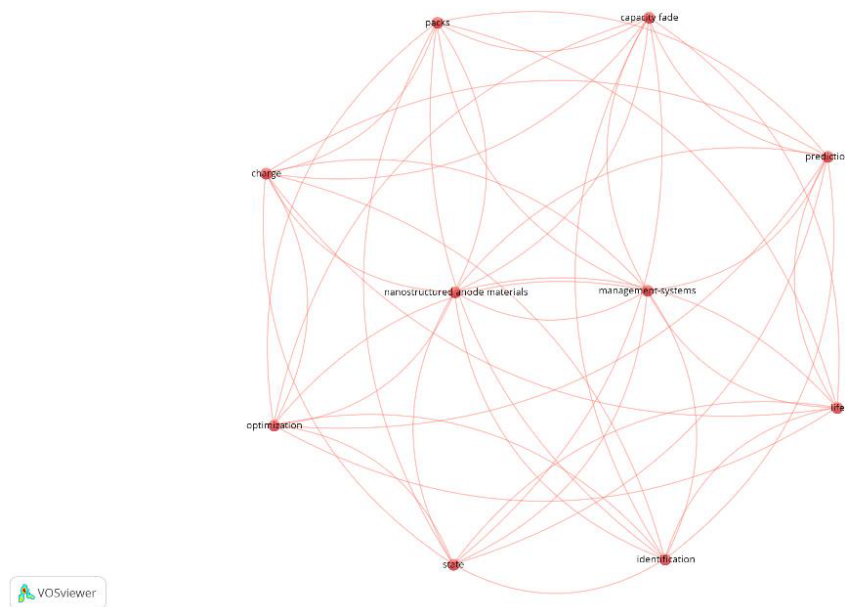 packs
capacity fade
predictio
charge
nanostructured anode materials
management-systems
life
optimization
state
identification
VOSviewer